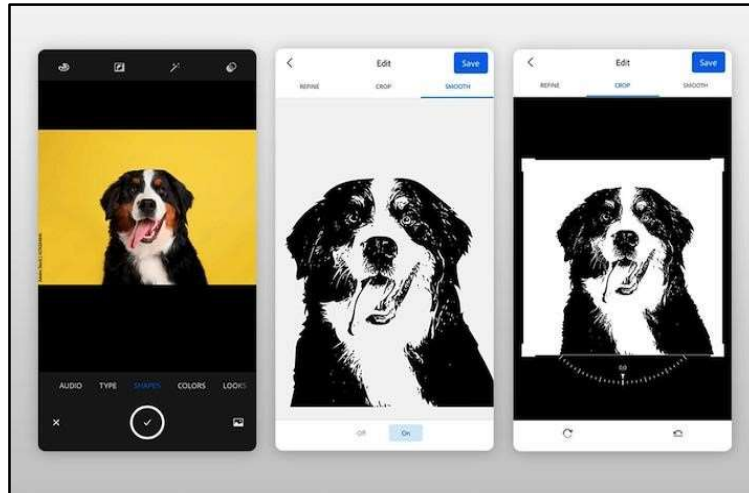 AUDIO TYPE SHAPES COLORS LOOKS
Edit Save
REFINE CROP SMOOTH
Off On
Edit Save
REFINE CROP SMOOTH
0.0